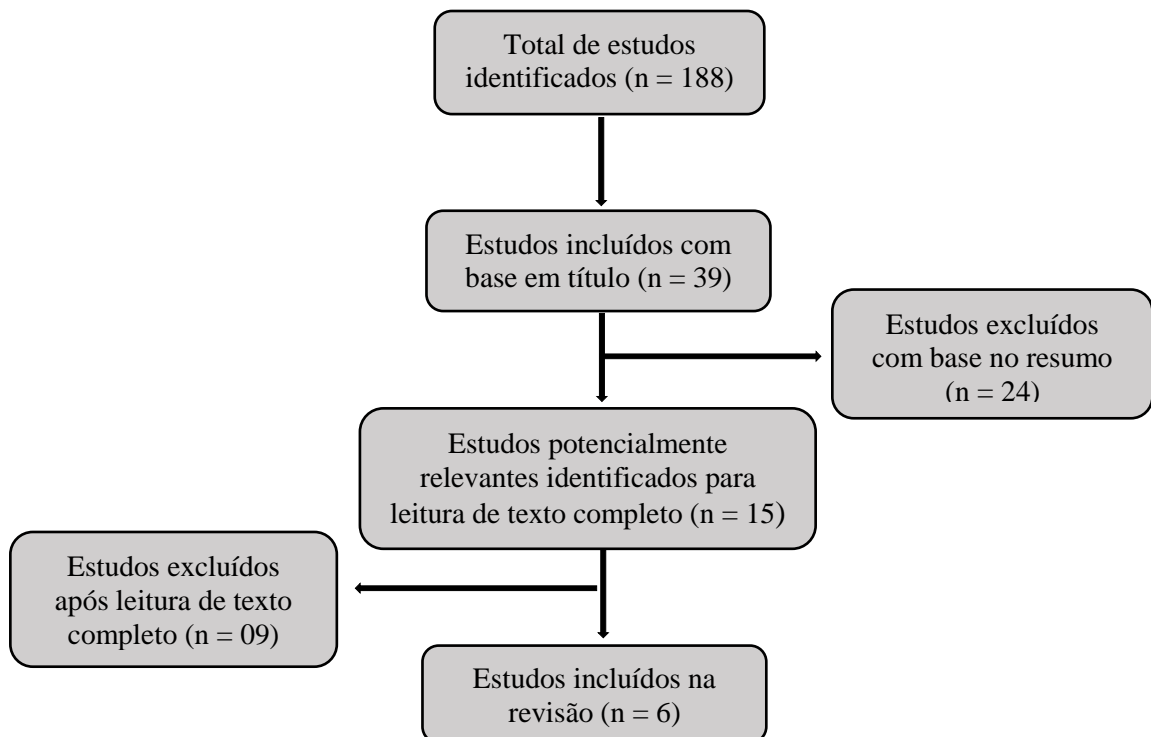 Total de estudos
identificados (n = 188)
Estudos incluídos com
base em título (n = 39)
Estudos excluídos
com base no resumo
(n = 24)
Estudos potencialmente
relevantes identificados para
leitura de texto completo (n = 15)
Estudos excluídos
após leitura de texto
completo (n = 09)
Estudos incluídos na
revisão (n = 6)